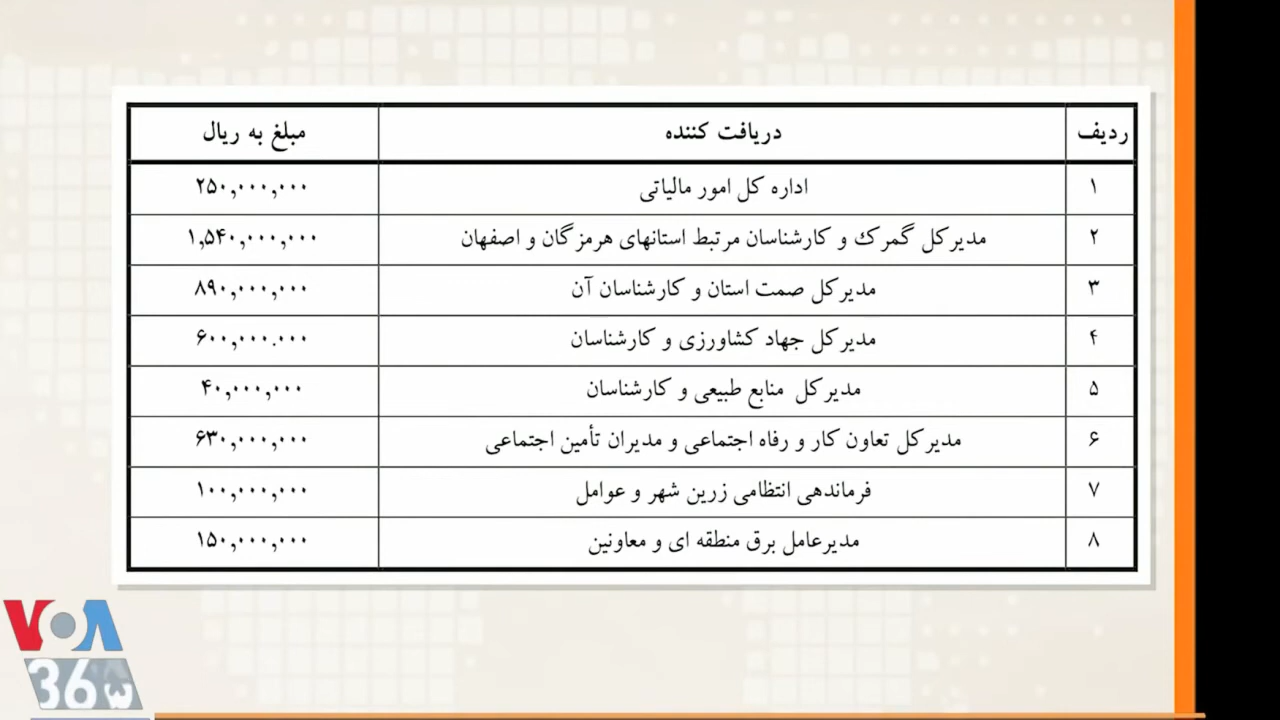 ردیف دریافت کننده مبلغ به ریال
۱ اداره کل امور مالیاتی ۲۵۰,۰۰۰,۰۰۰
۲ مدیرکل گمرک و کارشناسان مرتبط استانهای هرمزگان و اصفهان ۱,۵۴۰,۰۰۰,۰۰۰
۳ مدیرکل صمت استان و کارشناسان آن ۸۹۰,۰۰۰,۰۰۰
۴ مدیرکل جهاد کشاورزی و کارشناسان ۶۰۰,۰۰۰.۰۰۰
۵ مدیرکل منابع طبیعی و کارشناسان ۴۰,۰۰۰,۰۰۰
۶ مدیرکل تعاون کار و رفاه اجتماعی و مدیران تأمین اجتماعی ۶۳۰,۰۰۰,۰۰۰
۷ فرماندهی انتظامی زرین شهر و عوامل ۱۰۰,۰۰۰,۰۰۰
۸ مدیرعامل برق منطقه ای و معاونین ۱۵۰,۰۰۰,۰۰۰
VOA
36